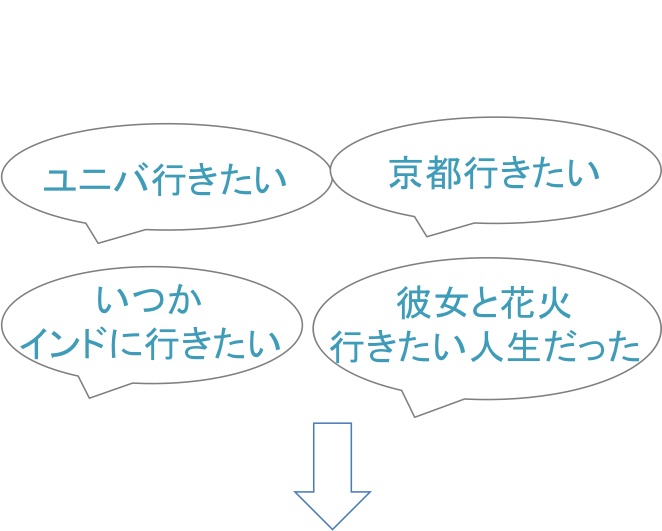 ユニバ行きたい
京都行きたい
いつか
インドに行きたい
彼女と花火
行きたい人生だった